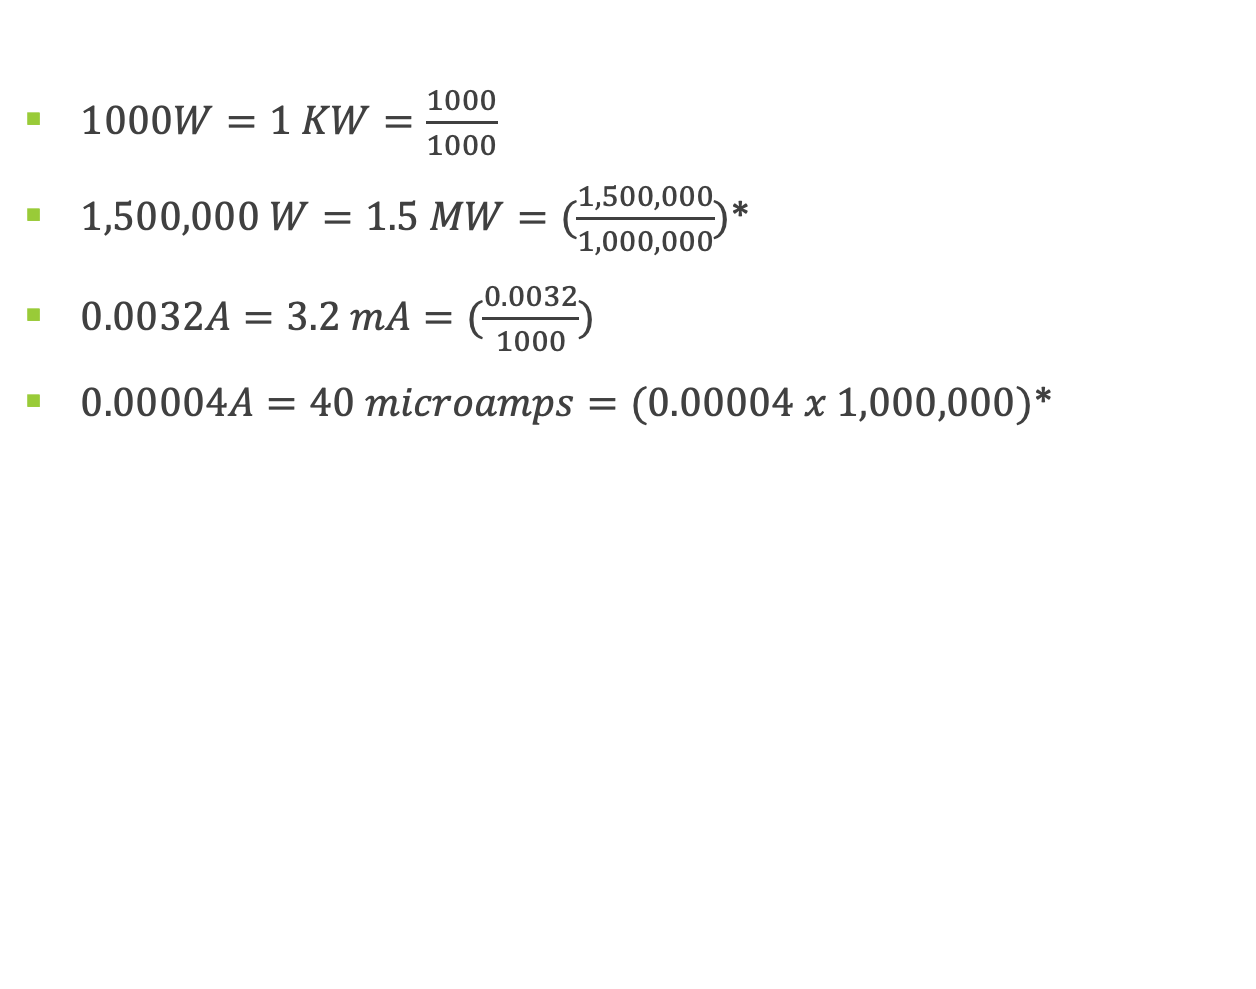 ▪ 1000W = 1 KW = 1000/1000
▪ 1,500,000 W = 1.5 MW = (1,500,000/1,000,000)*
▪ 0.0032A = 3.2 mA = (0.0032/1000)
▪ 0.00004A = 40 microamps = (0.00004 x 1,000,000)*